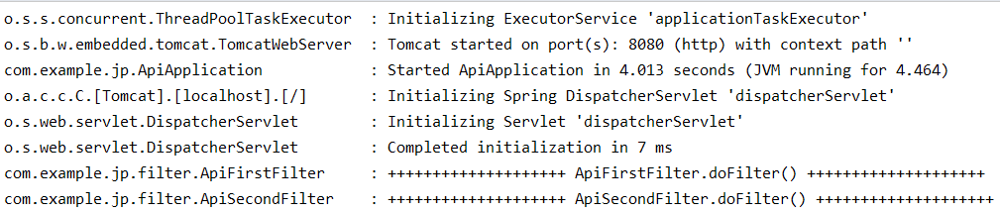 o.s.s.concurrent.ThreadPoolTaskExecutor  : Initializing ExecutorService 'applicationTaskExecutor'
o.s.b.w.embedded.tomcat.TomcatWebServer  : Tomcat started on port(s): 8080 (http) with context path ''
com.example.jp.ApiApplication            : Started ApiApplication in 4.013 seconds (JVM running for 4.464)
o.a.c.c.C.[Tomcat].[localhost].[/]       : Initializing Spring DispatcherServlet 'dispatcherServlet'
o.s.web.servlet.DispatcherServlet        : Initializing Servlet 'dispatcherServlet'
o.s.web.servlet.DispatcherServlet        : Completed initialization in 7 ms
com.example.jp.filter.ApiFirstFilter     : ++++++++++++++++++++ ApiFirstFilter.doFilter() ++++++++++++++++++++
com.example.jp.filter.ApiSecondFilter    : ++++++++++++++++++++ ApiSecondFilter.doFilter() ++++++++++++++++++++